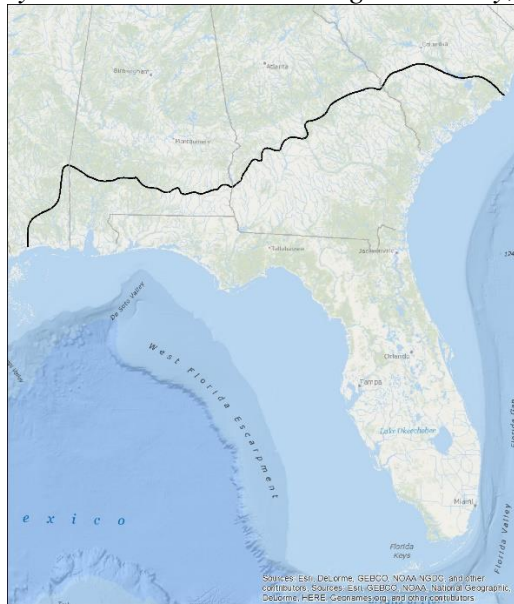 Columbia
Atlanta
Birmingham
Montgomery
Tallahassee
Jacksonville
De Soto Valley
West Florida Escarpment
Orlando
Tampa
Lake Okeechobee
Miami
e x i c o
Florida
Keys
Florida Valley
Sources: Esri, DeLorme, GEBCO, NOAA NGDC, and other
contributors, Sources: Esri, GEBCO, NOAA, National Geographic,
DeLorme, HERE, Geonames.org, and other contributors